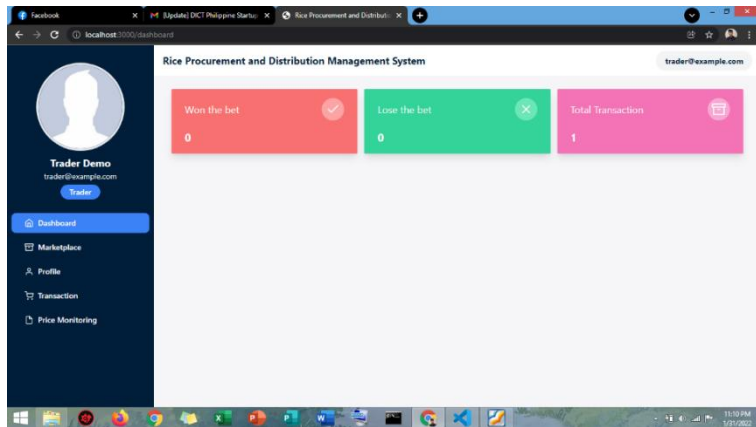 Facebook
[Update] DICT Philippine Startup
Rice Procurement and Distributio
localhost:3000/dashboard
Rice Procurement and Distribution Management System
trader@example.com
Won the bet
0
Lose the bet
0
Total Transaction
1
Trader Demo
trader@example.com
Trader
Dashboard
Marketplace
Profile
Transaction
Price Monitoring
11:10 PM